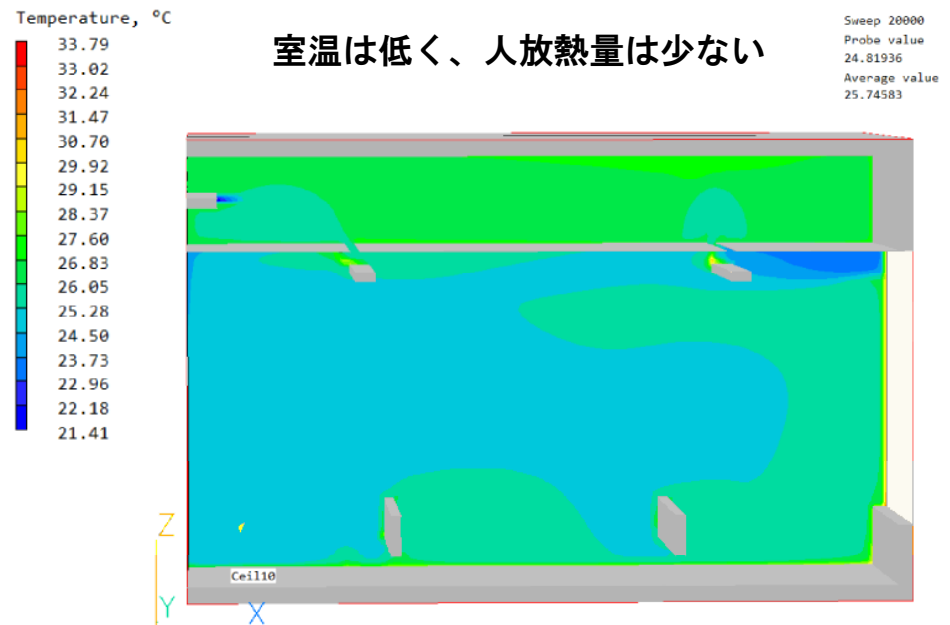 Temperature, °C
33.79
33.02
32.24
31.47
30.70
29.92
29.15
28.37
27.60
26.83
26.05
25.28
24.50
23.73
22.96
22.18
21.41
室温は低く、人放熱量は少ない
Sweep 20000
Probe value
24.81936
Average value
25.74583
Z
Y
X
Ceil10